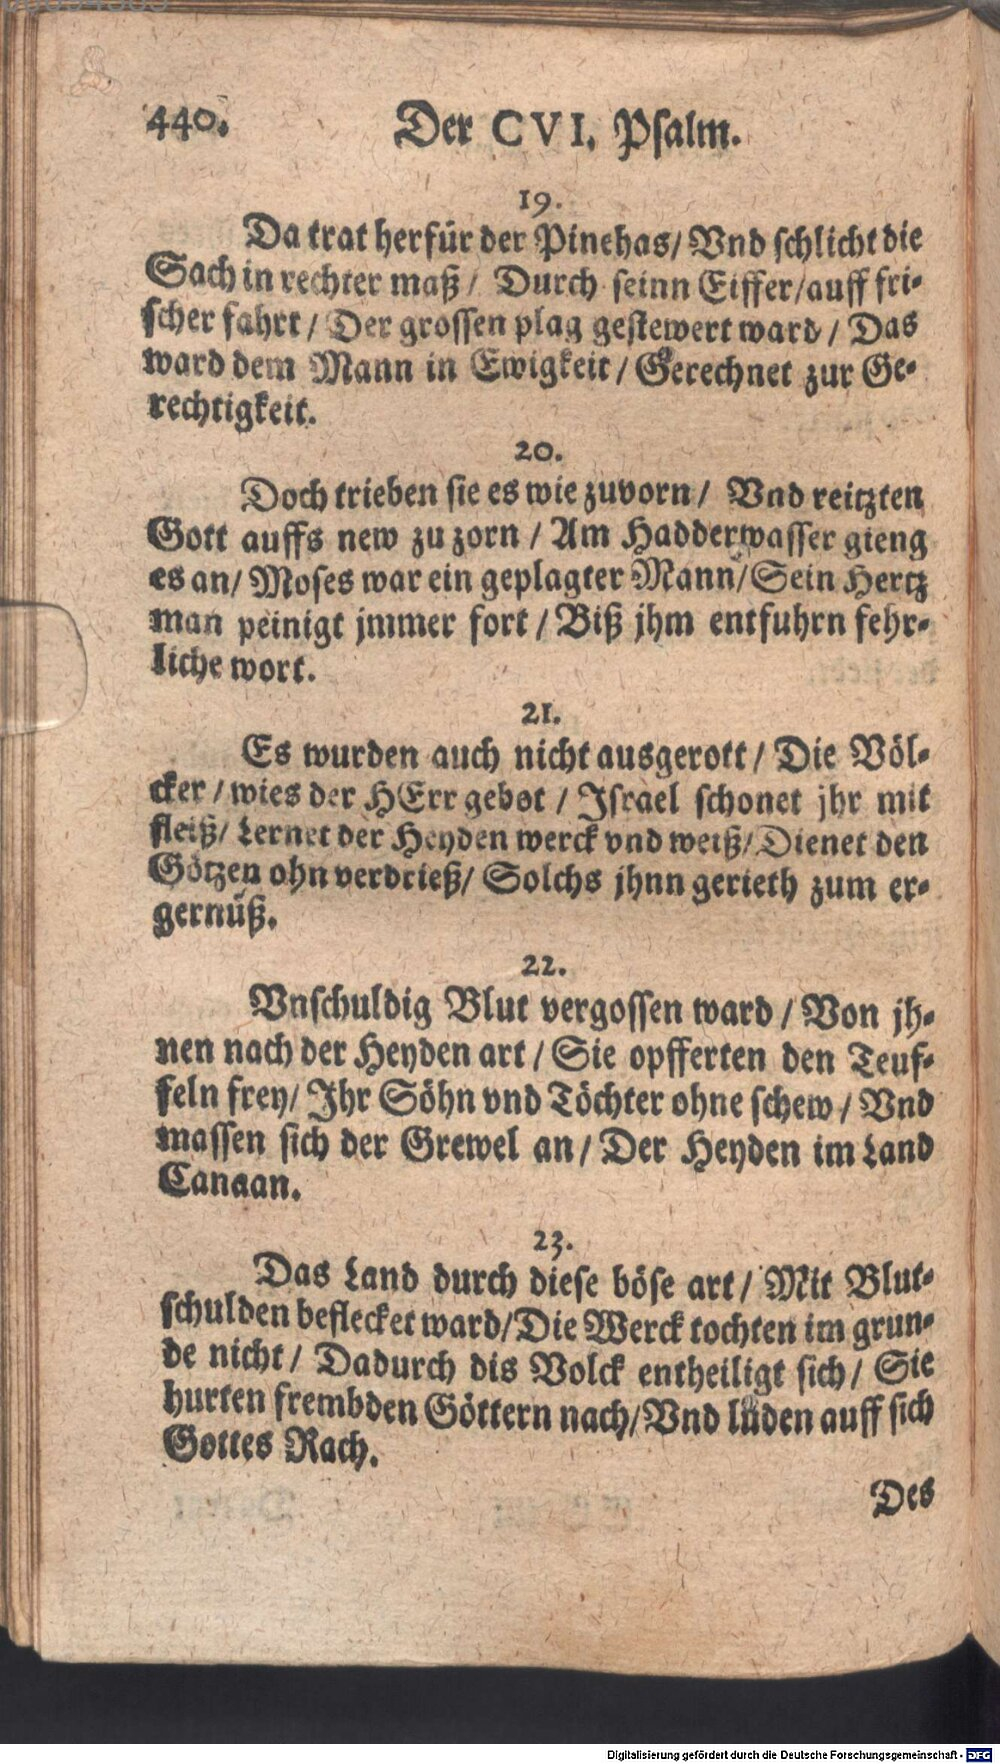 440.
Der CVI. Psalm.
19.
Da trat herfür der Pinehas/ Vnd schlicht die
Sach in rechter maß/ Durch seinn Eiffer/auff fri-
scher fahrt/ Der grossen plag gestewert ward/ Das
ward dem Mann in Ewigkeit/ Gerechnet zur Ge-
rechtigkeit.
20.
Doch trieben sie es wie zuvorn/ Vnd reitzten
Gott auffs new zu zorn/ Am Hadderwasser gieng
es an/ Moses war ein geplagter Mann/ Sein Hertz
man peinigt jmmer fort/ Biß jhm entfuhrn fehr-
liche wort.
21.
Es wurden auch nicht ausgerott/ Die Völ-
cker/ wies der HErr gebot/ Israel schonet jhr mit
fleiß/ Lernet der Heyden werck vnd weiß/ Dienet den
Götzen ohn verdrieß/ Solchs jhnn gerieth zum er-
gernüß.
22.
Vnschuldig Blut vergossen ward/ Von jh-
nen nach der Heyden art/ Sie opfferten den Teuf-
feln frey/ Ihr Söhn vnd Töchter ohne schew/ Vnd
massen sich der Grewel an/ Der Heyden im Land
Canaan.
23.
Das Land durch diese böse art/ Mit Blut-
schulden beflecket ward/ Die Werck tochten im grun-
de nicht/ Dadurch dis Volck entheiligt sich/ Sie
hurten frembden Göttern nach/ Vnd lüden auff sich
Gottes Rach.
Des
Digitalisierung gefördert durch die Deutsche Forschungsgemeinschaft - DFG